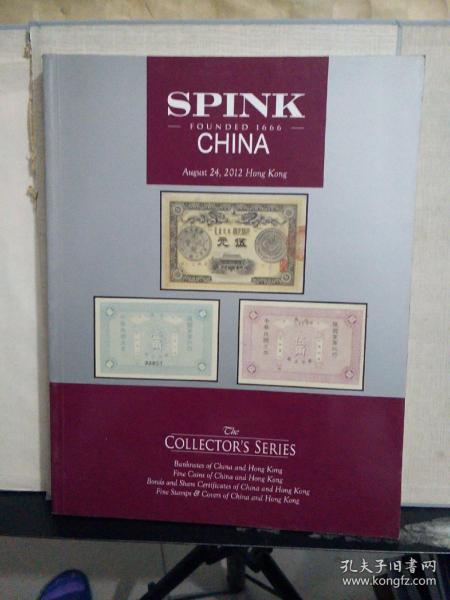 SPINK
FOUNDED 1666
CHINA
August 24, 2012 Hong Kong
伍
元
The
COLLECTOR'S SERIES
Banknotes of China and Hong Kong
Fine Coins of China and Hong Kong
Bonds and Share Certificates of China and Hong Kong
Fine Stamps & Covers of China and Hong Kong
孔夫子旧书网
www.kongfz.com